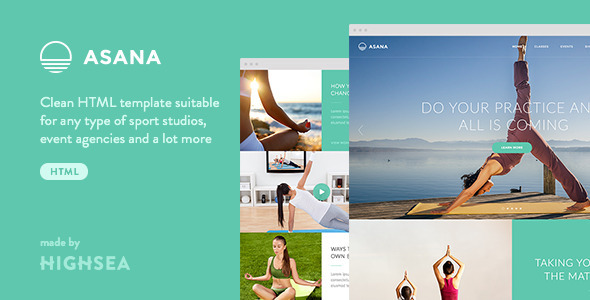 ASANA
Clean HTML template suitable
for any type of sport studios,
event agencies and a lot more
HTML
made by
HIGHSEA
HOW Y
CHANG
WAYS T
OWN B
ASANA
HOME
CLASSES
EVENTS
DO YOUR PRACTICE AN
ALL IS COMING
LEARN MORE
TAKING YO
THE MAT